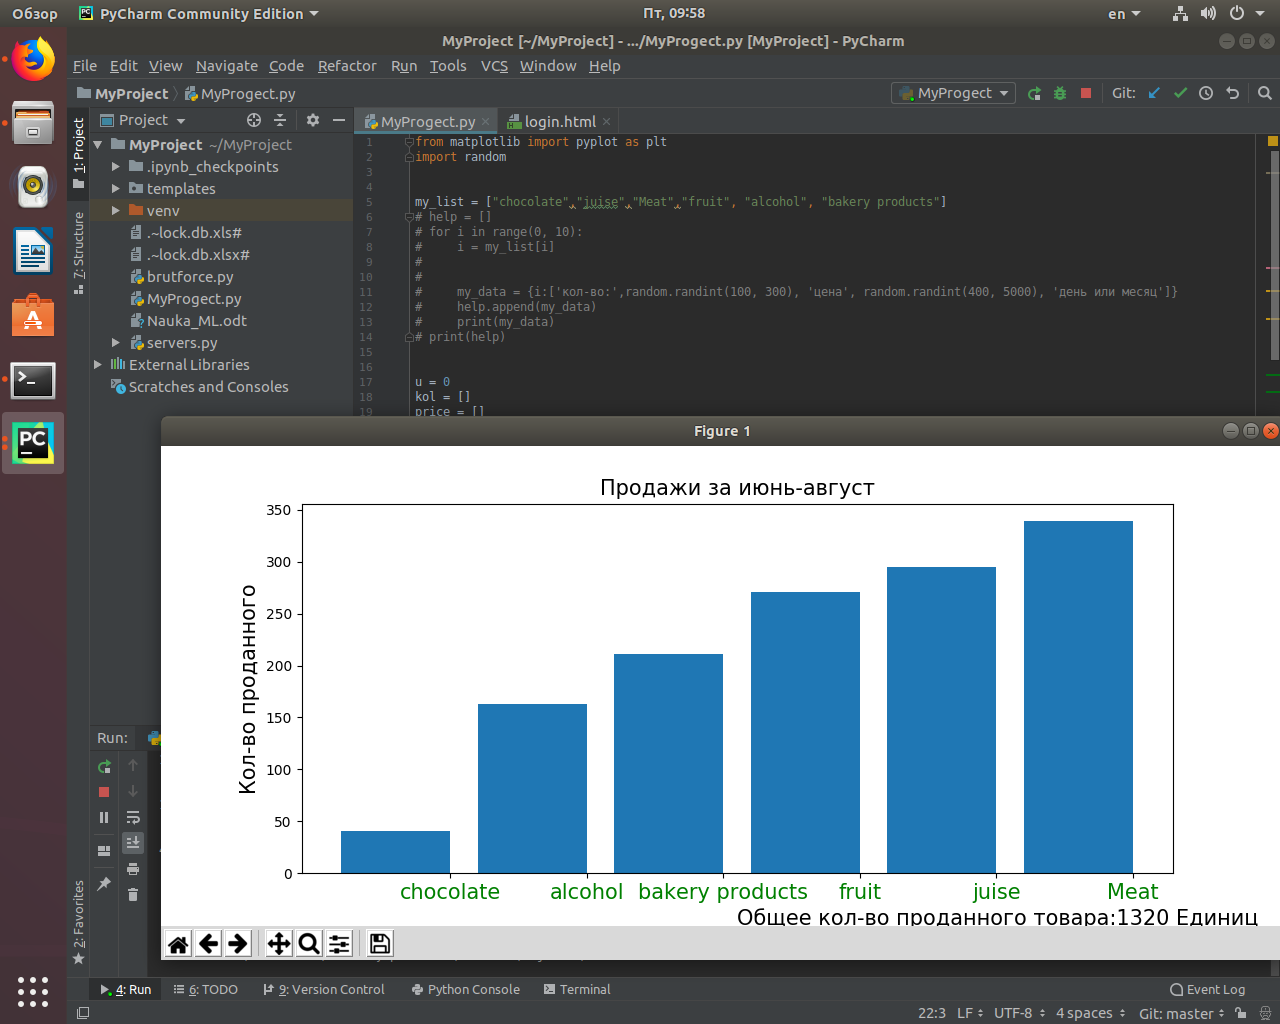 Обзор
PyCharm Community Edition
Пт, 09:58
en
MyProject [~/MyProject] - .../MyProgect.py [MyProject] - PyCharm
File Edit View Navigate Code Refactor Run Tools VCS Window Help
MyProject
MyProgect.py
MyProgect
Git:
1: Project
7: Structure
2: Favorites
Project
MyProject ~/MyProject
.ipynb_checkpoints
templates
venv
.~lock.db.xls#
.~lock.db.xlsx#
brutforce.py
MyProgect.py
Nauka_ML.odt
servers.py
External Libraries
Scratches and Consoles
MyProgect.py
login.html
1 from matplotlib import pyplot as plt
2 import random
3
4
5 my_list = ["chocolate","juise","Meat","fruit", "alcohol", "bakery products"]
6 # help = []
7 # for i in range(0, 10):
8 #     i = my_list[i]
9 #
10 #
11 #     my_data = {i:['кол-во:',random.randint(100, 300), 'цена', random.randint(400, 5000), 'день или месяц']}
12 #     help.append(my_data)
13 #     print(my_data)
14 # print(help)
15
16
17 u = 0
18 kol = []
19 price = []
Figure 1
Продажи за июнь-август
Кол-во проданного
350
300
250
200
150
100
50
0
chocolate alcohol bakery products fruit juise Meat
Общее кол-во проданного товара:1320 Единиц
Run:
4: Run
6: TODO
9: Version Control
Python Console
Terminal
Event Log
22:3 LF UTF-8 4 spaces Git: master